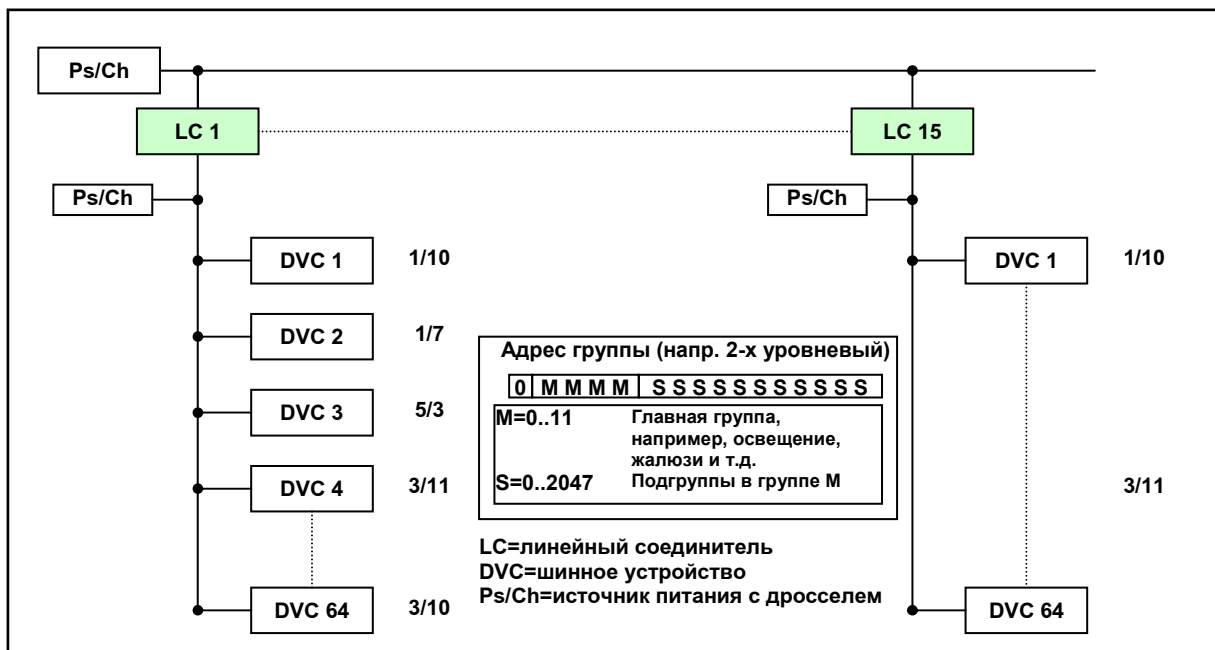 Ps/Ch
LC 1
LC 15
Ps/Ch
Ps/Ch
DVC 1
1/10
DVC 1
1/10
DVC 2
1/7
DVC 3
5/3
DVC 4
3/11
3/11
DVC 64
3/10
DVC 64
Адрес группы (напр. 2-х уровневый)
0 M M M M S S S S S S S S S S S
M=0..11 Главная группа,
например, освещение,
жалюзи и т.д.
S=0..2047 Подгруппы в группе M
LC=линейный соединитель
DVC=шинное устройство
Ps/Ch=источник питания с дросселем